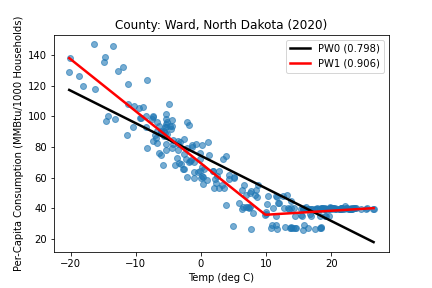 County: Ward, North Dakota (2020)
Per-Capita Consumption (MMBtu/1000 Households)
140
120
100
80
60
40
20
PW0 (0.798)
PW1 (0.906)
−20 −10 0 10 20
Temp (deg C)